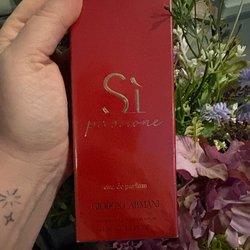 Sì
passione
eau de parfum
GIORGIO ARMANI